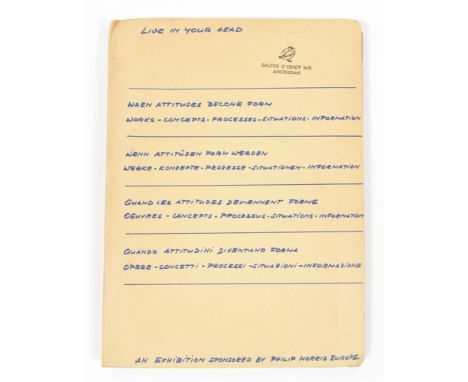 LIVE IN YOUR HEAD
GALERIE D'EENDT N.V.
AMSTERDAM
WHEN ATTITUDES BECOME FORM
WORKS – CONCEPTS – PROCESSES – SITUATIONS – INFORMATION
WENN ATTITÜDEN FORM WERDEN
WERKE – KONZEPTE – PROZESSE – SITUATIONEN – INFORMATION
QUAND LES ATTITUDES DEVIENNENT FORME
OEUVRES – CONCEPTS – PROCESSUS – SITUATIONS – INFORMATION
QUANDO ATTITUDINI DIVENTANO FORMA
OPERE – CONCETTI – PROCESSI – SITUAZIONI – INFORMAZIONE
AN EXHIBITION SPONSORED BY PHILIP MORRIS EUROPE